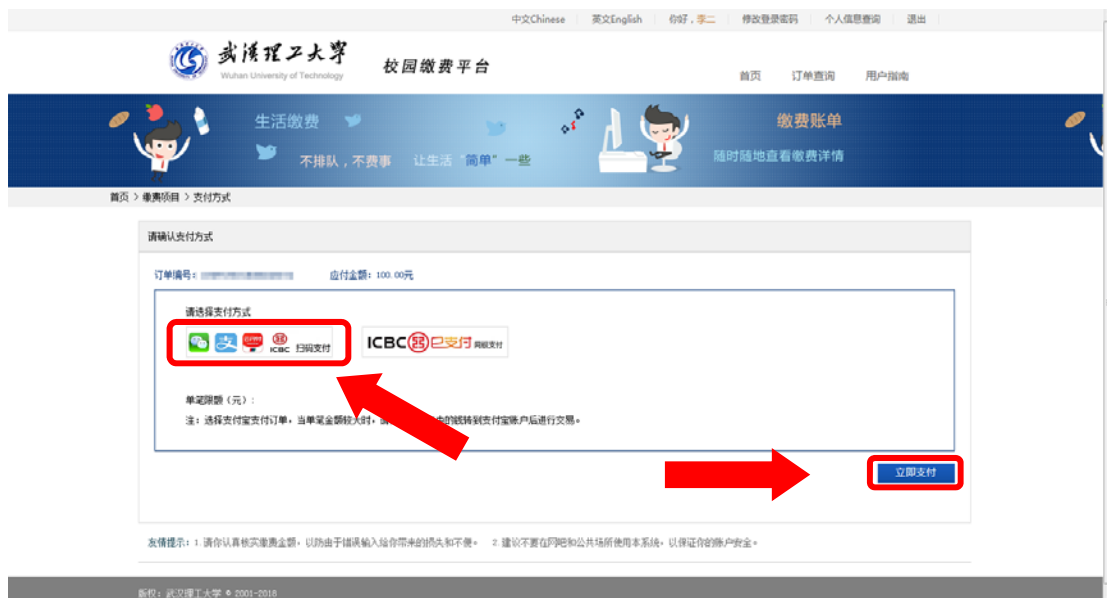 中文Chinese 英文English 你好，李二 修改登录密码 个人信息查询 退出
武汉理工大学
Wuhan University of Technology
校园缴费平台
首页 订单查询 用户指南
生活缴费
不排队，不费事 让生活“简单”一些
缴费账单
随时随地查看缴费详情
首页 > 缴费项目 > 支付方式
请确认支付方式
订单编号： 应付金额：100.00元
请选择支付方式
ICBC 扫码支付
ICBC e支付 网银支付
单笔限额（元）：
注：选择支付宝支付订单，当单笔金额较大时， 的钱转到支付宝账户后进行交易。
立即支付
友情提示：1.请你认真核实缴费金额，以防由于错误输入给你带来的损失和不便。 2.建议不要在网吧和公共场所使用本系统，以保证你的账户安全。
版权：武汉理工大学 © 2001-2018